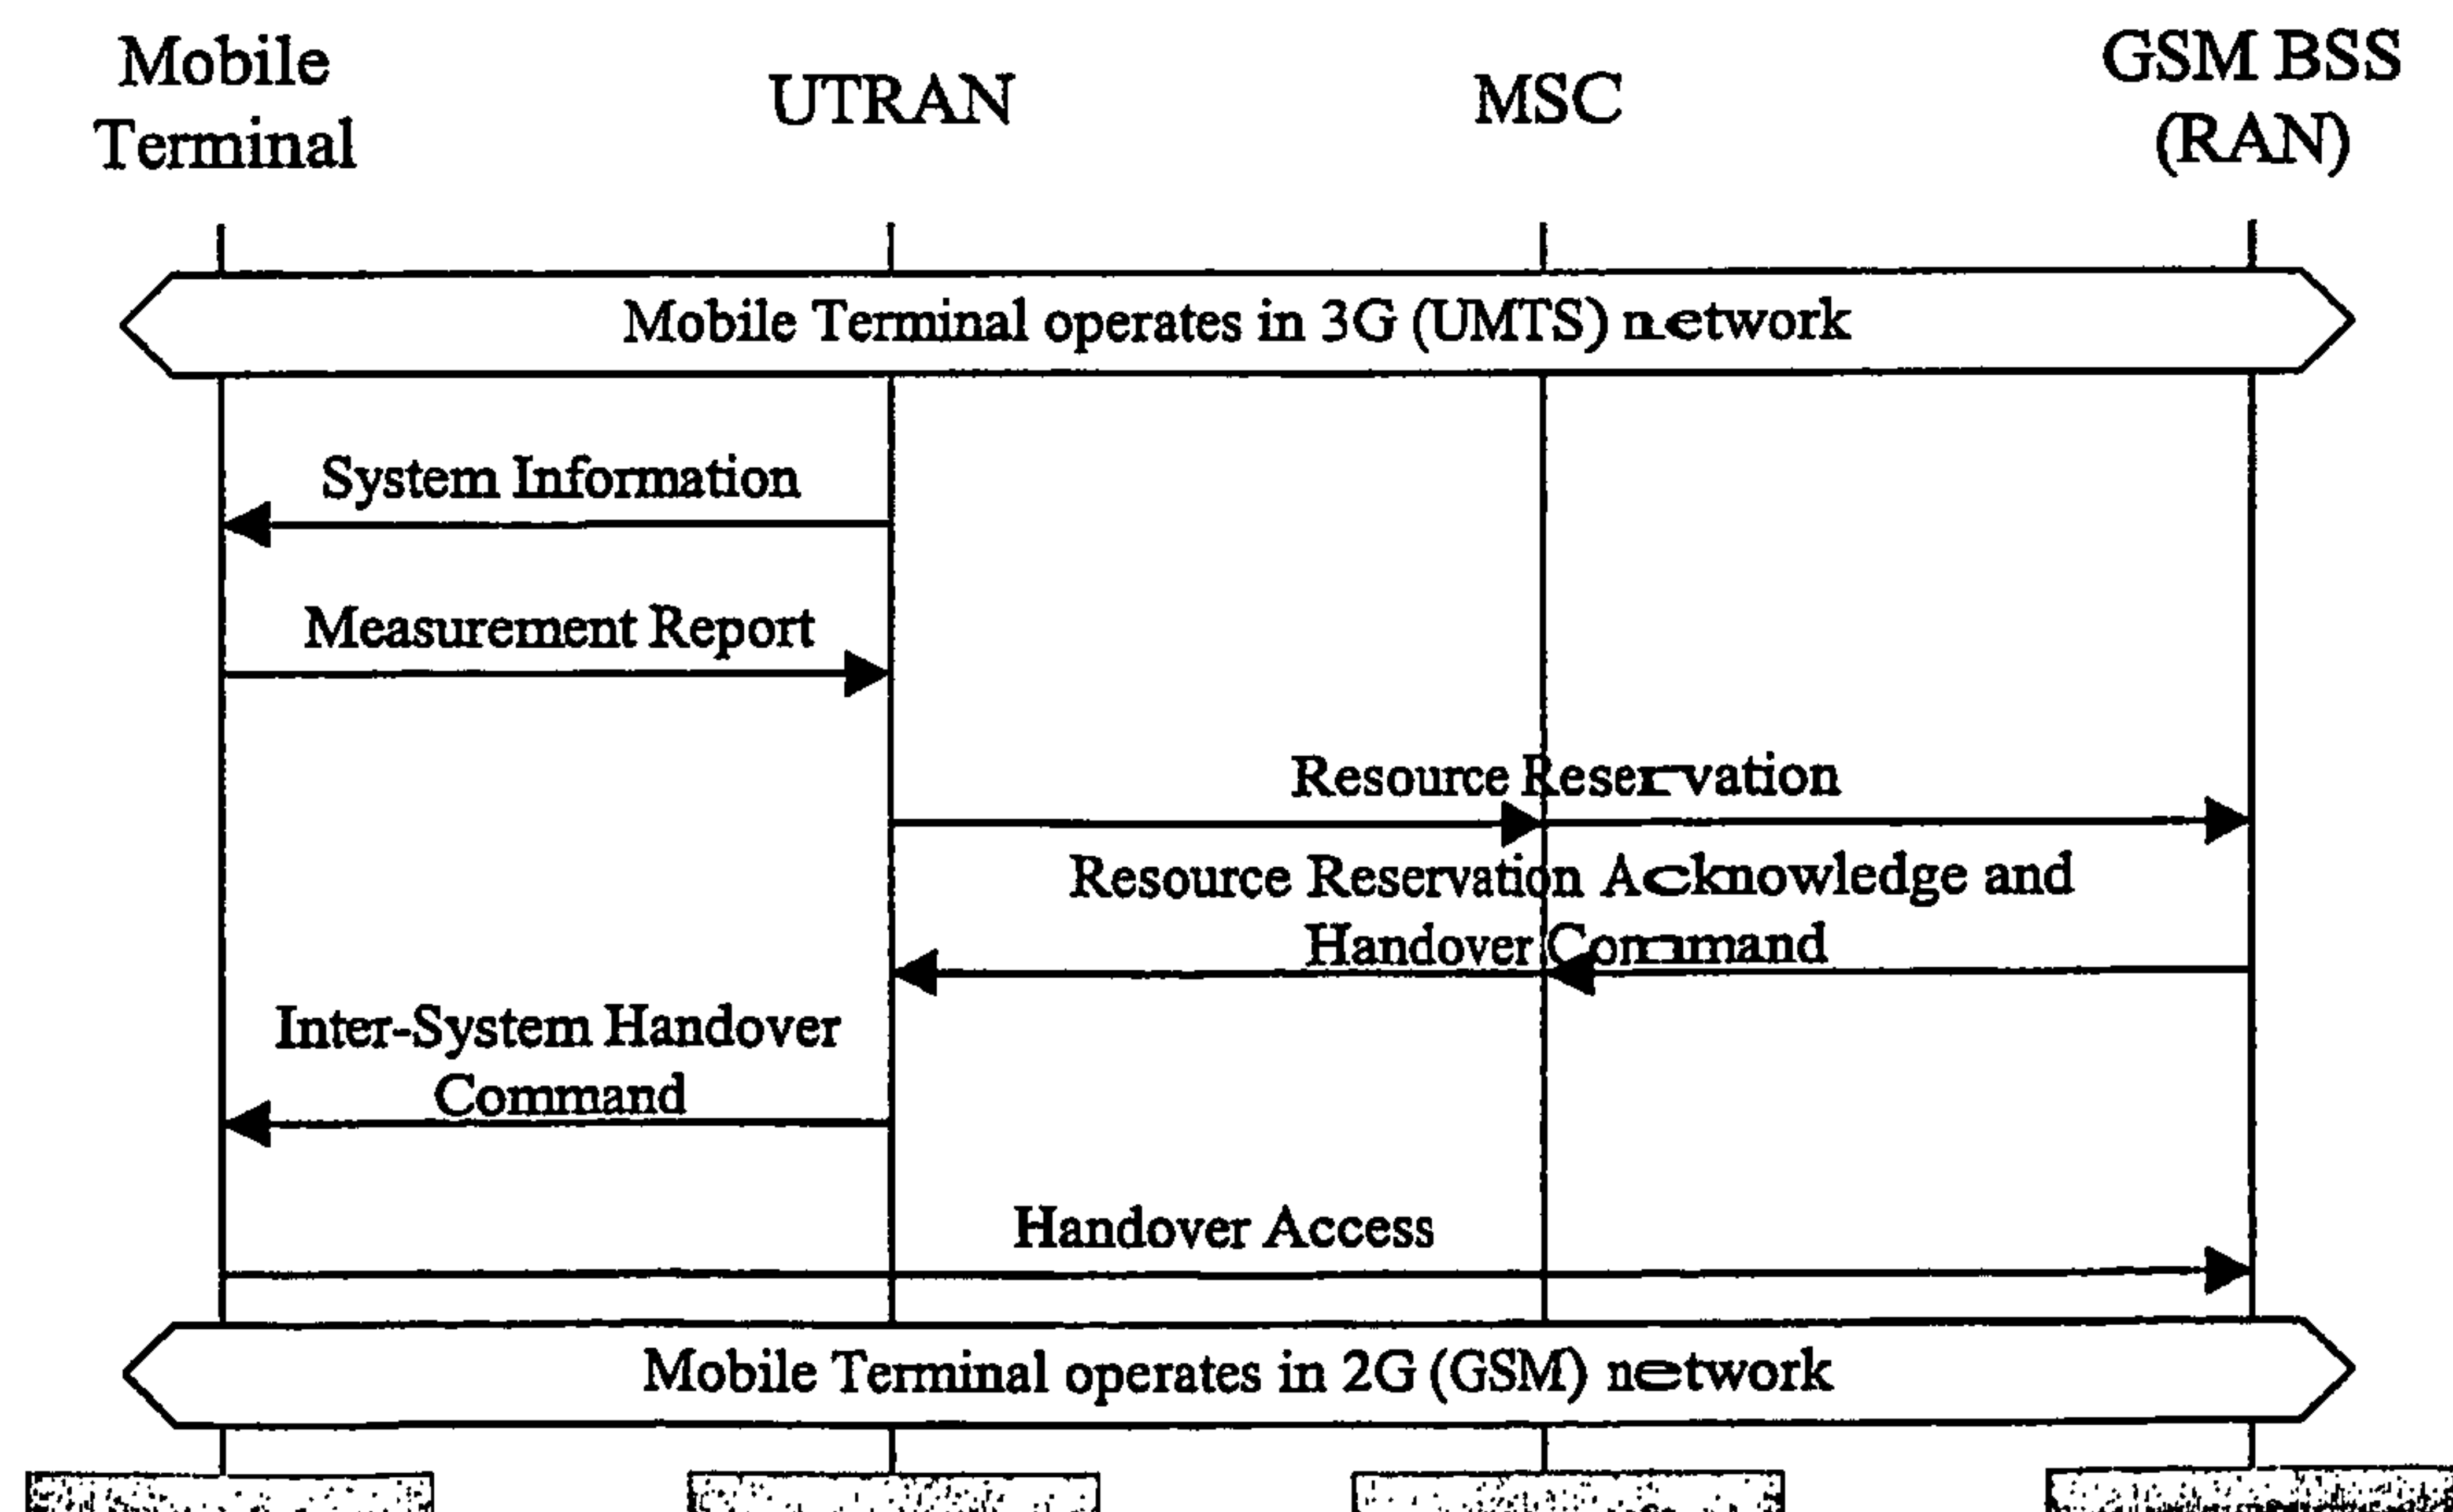 Mobile
Terminal
UTRAN
MSC
GSM BSS
(RAN)
Mobile Terminal operates in 3G (UMTS) network
System Information
Measurement Report
Resource Reservation
Resource Reservation Acknowledge and
Handover Command
Inter-System Handover
Command
Handover Access
Mobile Terminal operates in 2G (GSM) network